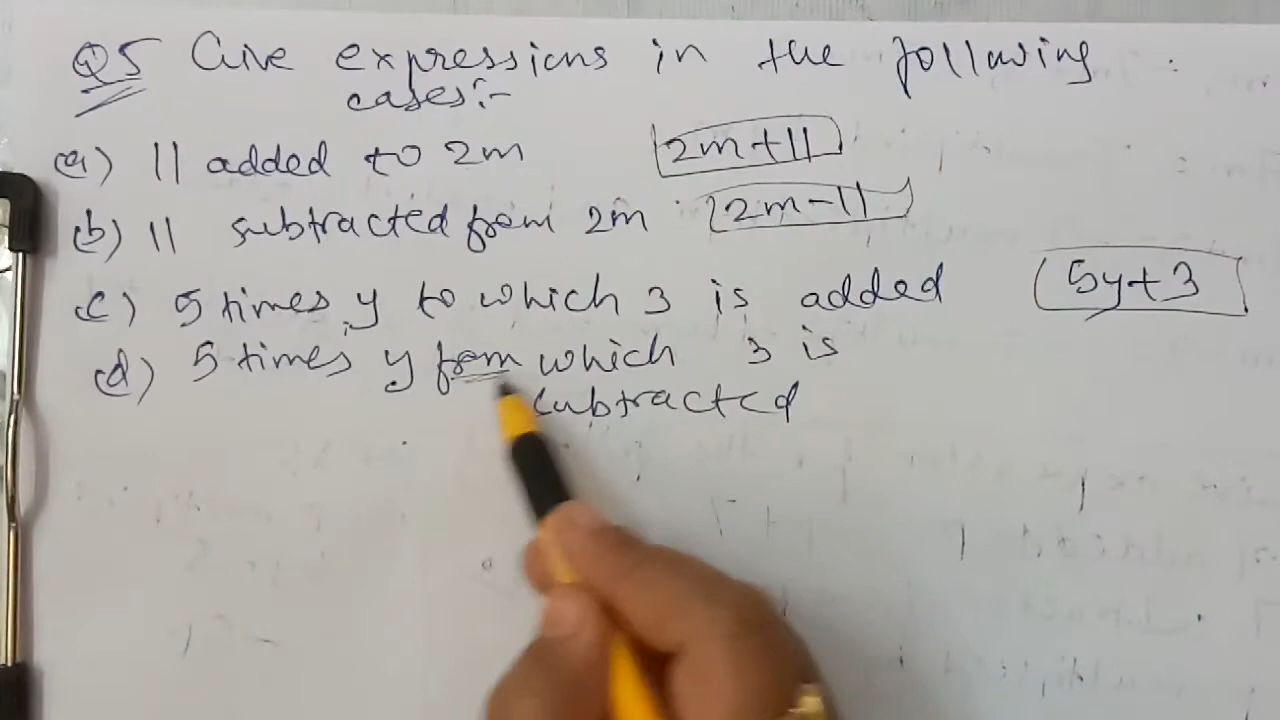 Q5 Give expressions in the following
cases:-
(a) 11 added to 2m 2m+11
(b) 11 subtracted from 2m 2m-11
(c) 5 times y to which 3 is added 5y+3
(d) 5 times y from which 3 is
subtracted